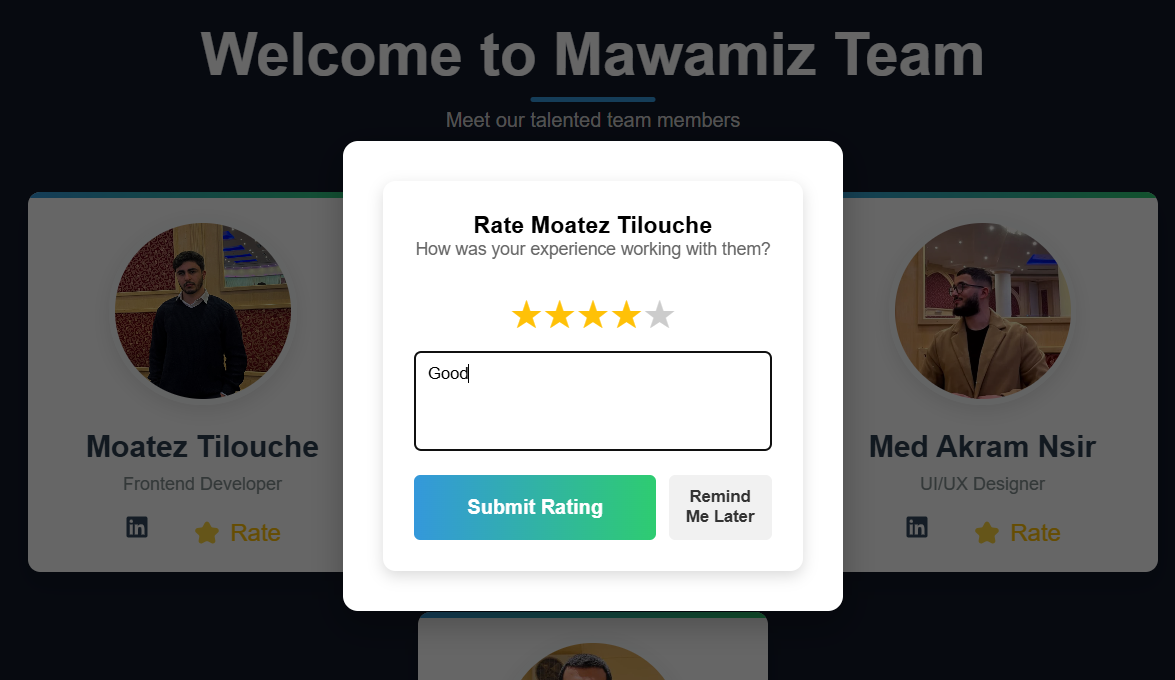 Welcome to Mawamiz Team
Meet our talented team members
Rate Moatez Tilouche
How was your experience working with them?
Good
Submit Rating
Remind
Me Later
Moatez Tilouche
Frontend Developer
in
Rate
Med Akram Nsir
UI/UX Designer
in
Rate